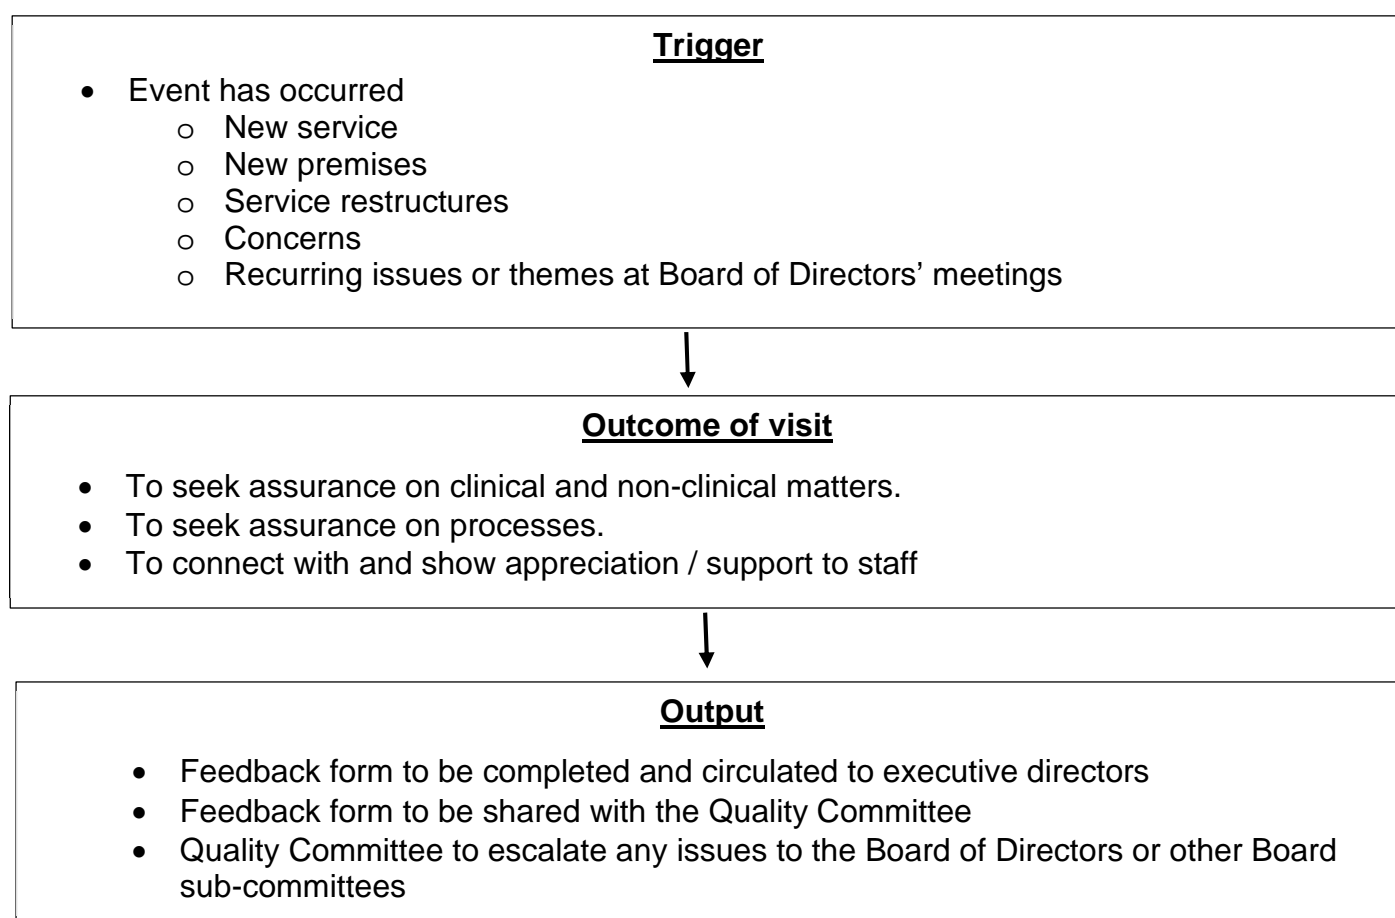 Trigger
• Event has occurred
o New service
o New premises
o Service restructures
o Concerns
o Recurring issues or themes at Board of Directors’ meetings
Outcome of visit
• To seek assurance on clinical and non-clinical matters.
• To seek assurance on processes.
• To connect with and show appreciation / support to staff
Output
• Feedback form to be completed and circulated to executive directors
• Feedback form to be shared with the Quality Committee
• Quality Committee to escalate any issues to the Board of Directors or other Board
sub-committees